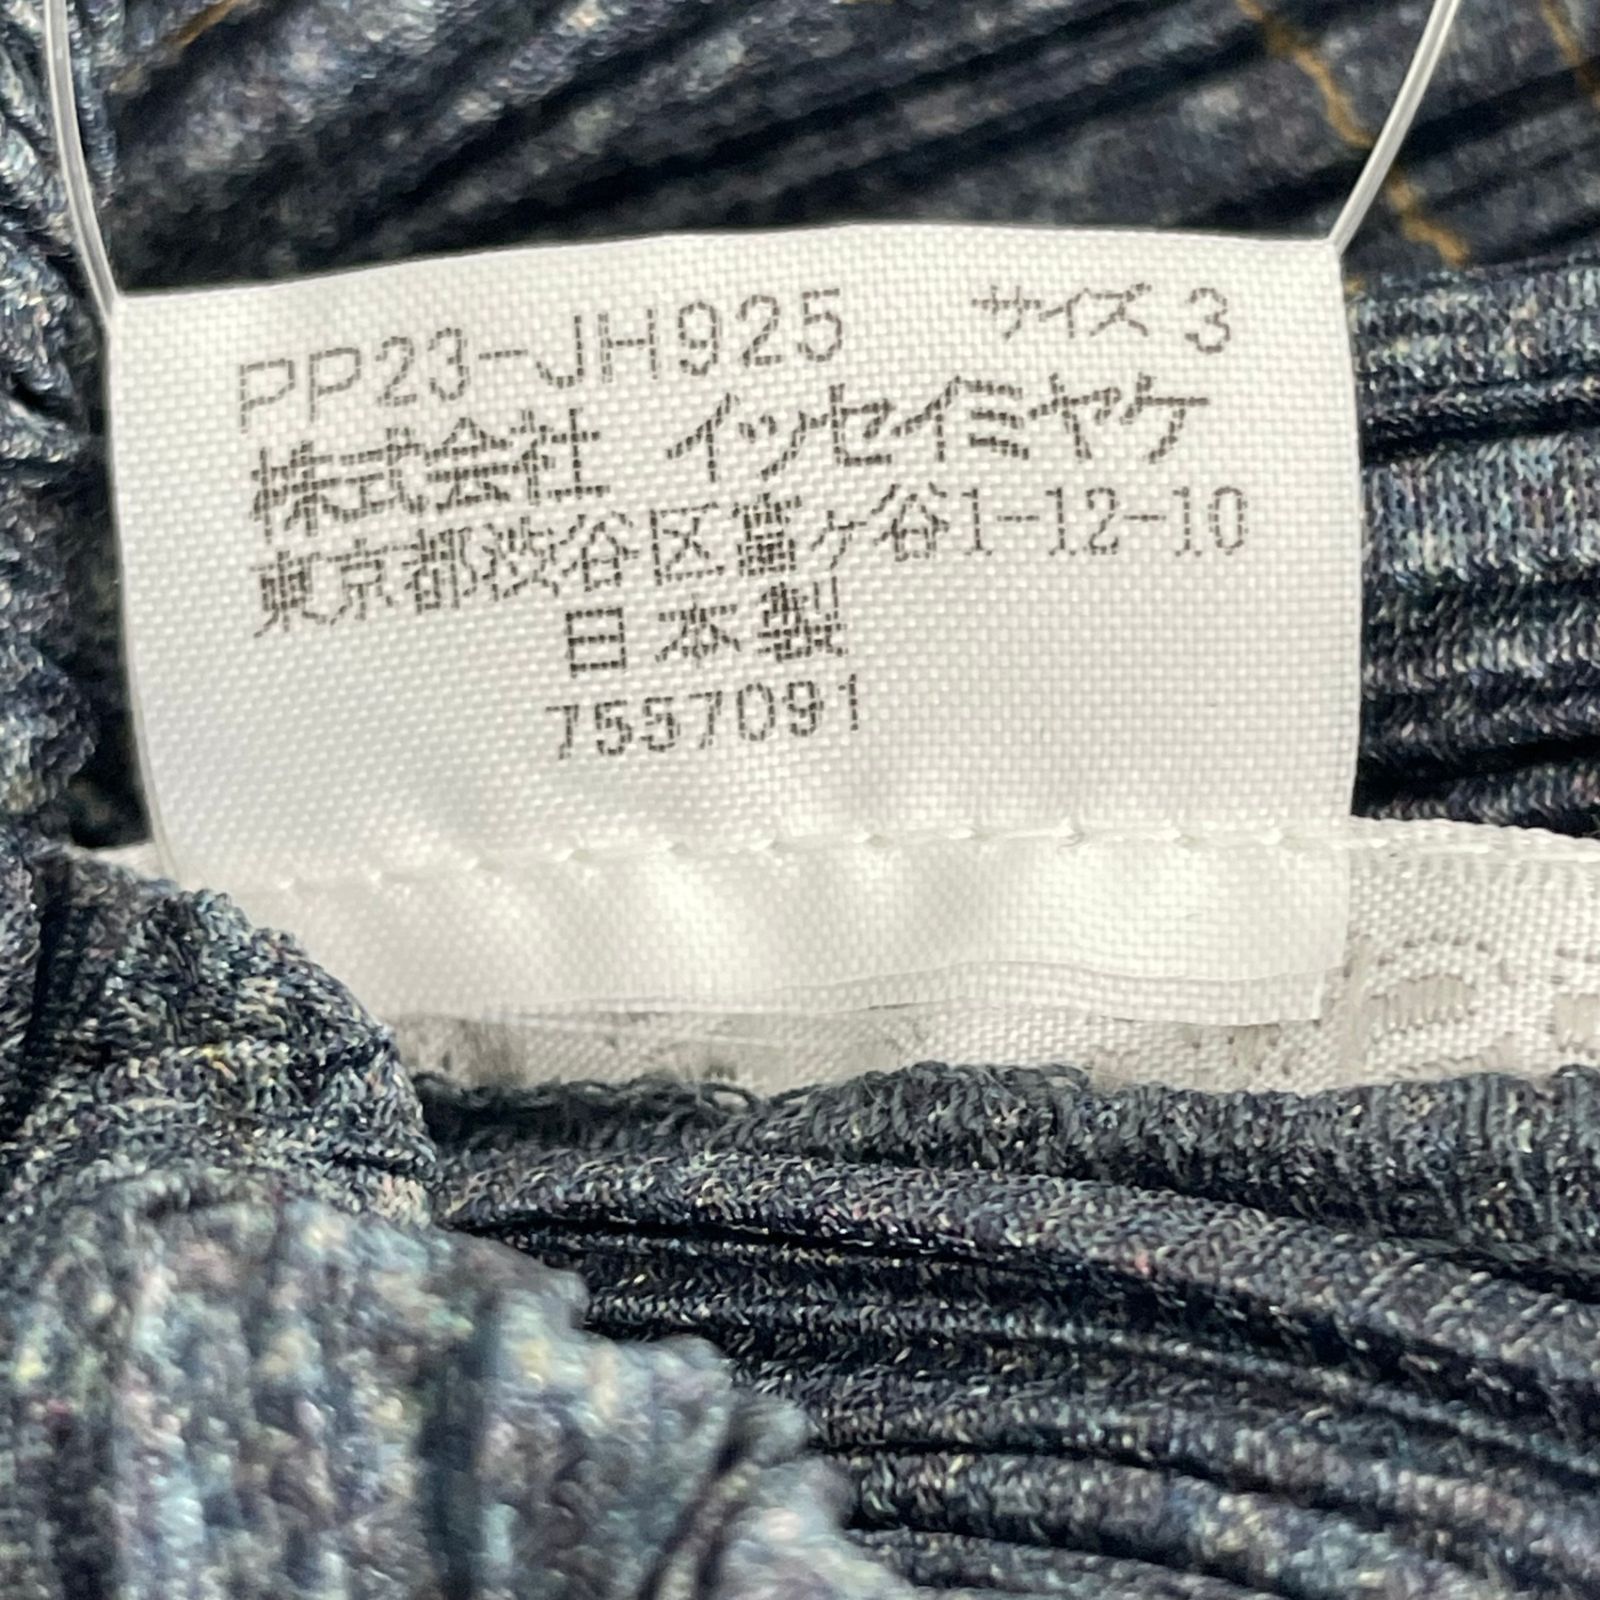 PP23-JH925 サイズ 3
株式会社 イッセイミヤケ
東京都渋谷区富ヶ谷1-12-10
日本製
7557091